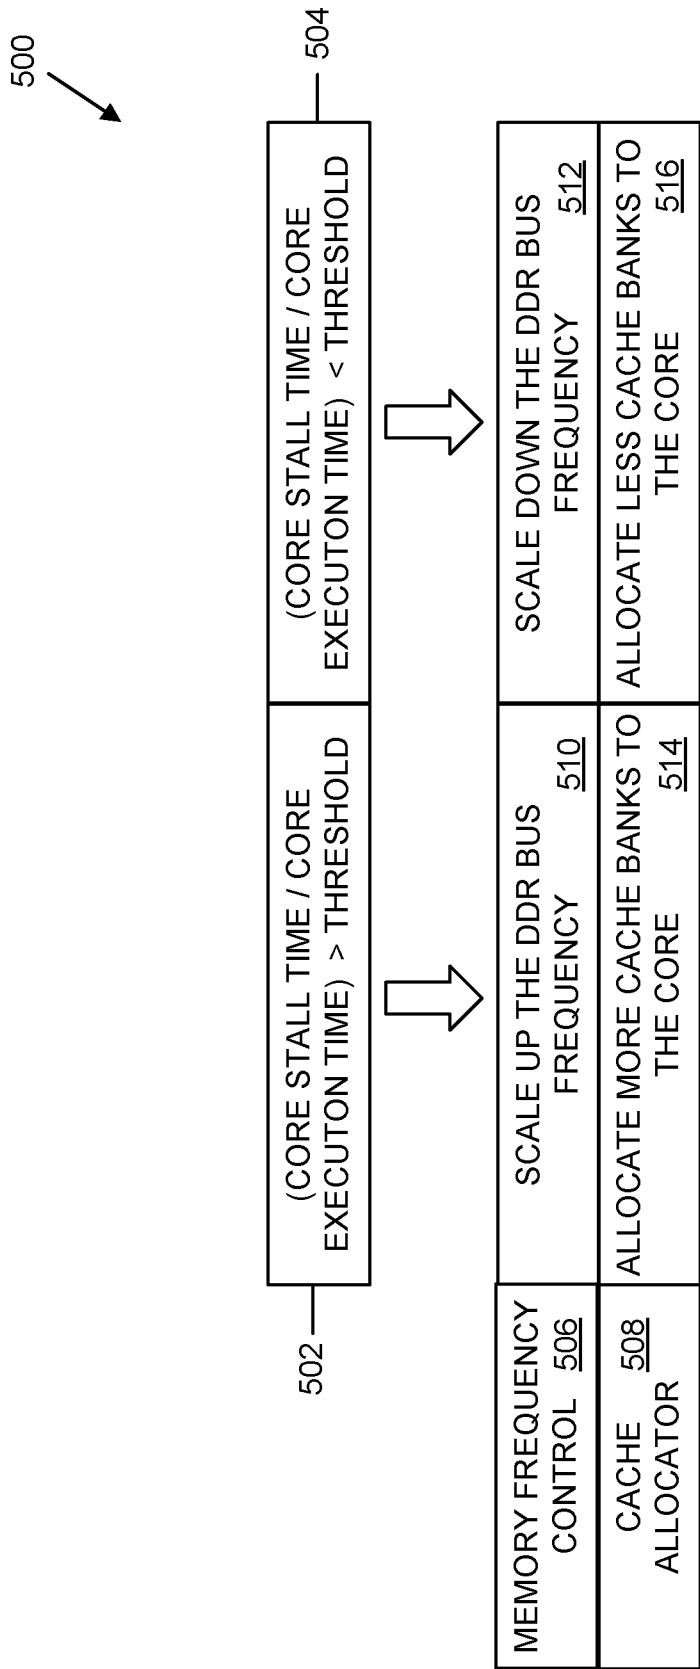 500
(CORE STALL TIME / CORE
EXECUTON TIME) > THRESHOLD
502
(CORE STALL TIME / CORE
EXECUTON TIME) < THRESHOLD
504
MEMORY FREQUENCY
CONTROL 506
SCALE UP THE DDR BUS
FREQUENCY 510
SCALE DOWN THE DDR BUS
FREQUENCY 512
CACHE 508
ALLOCATOR
ALLOCATE MORE CACHE BANKS TO
THE CORE 514
ALLOCATE LESS CACHE BANKS TO
THE CORE 516